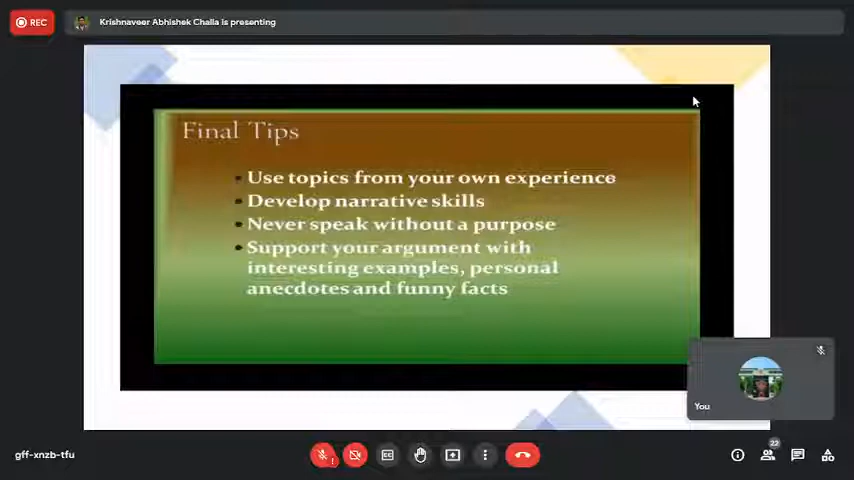 REC
Krishnaveer Abhishek Challa is presenting
Final Tips
Use topics from your own experience
Develop narrative skills
Never speak without a purpose
Support your argument with
interesting examples, personal
anecdotes and funny facts
You
gff-xnzb-tfu
CC
22